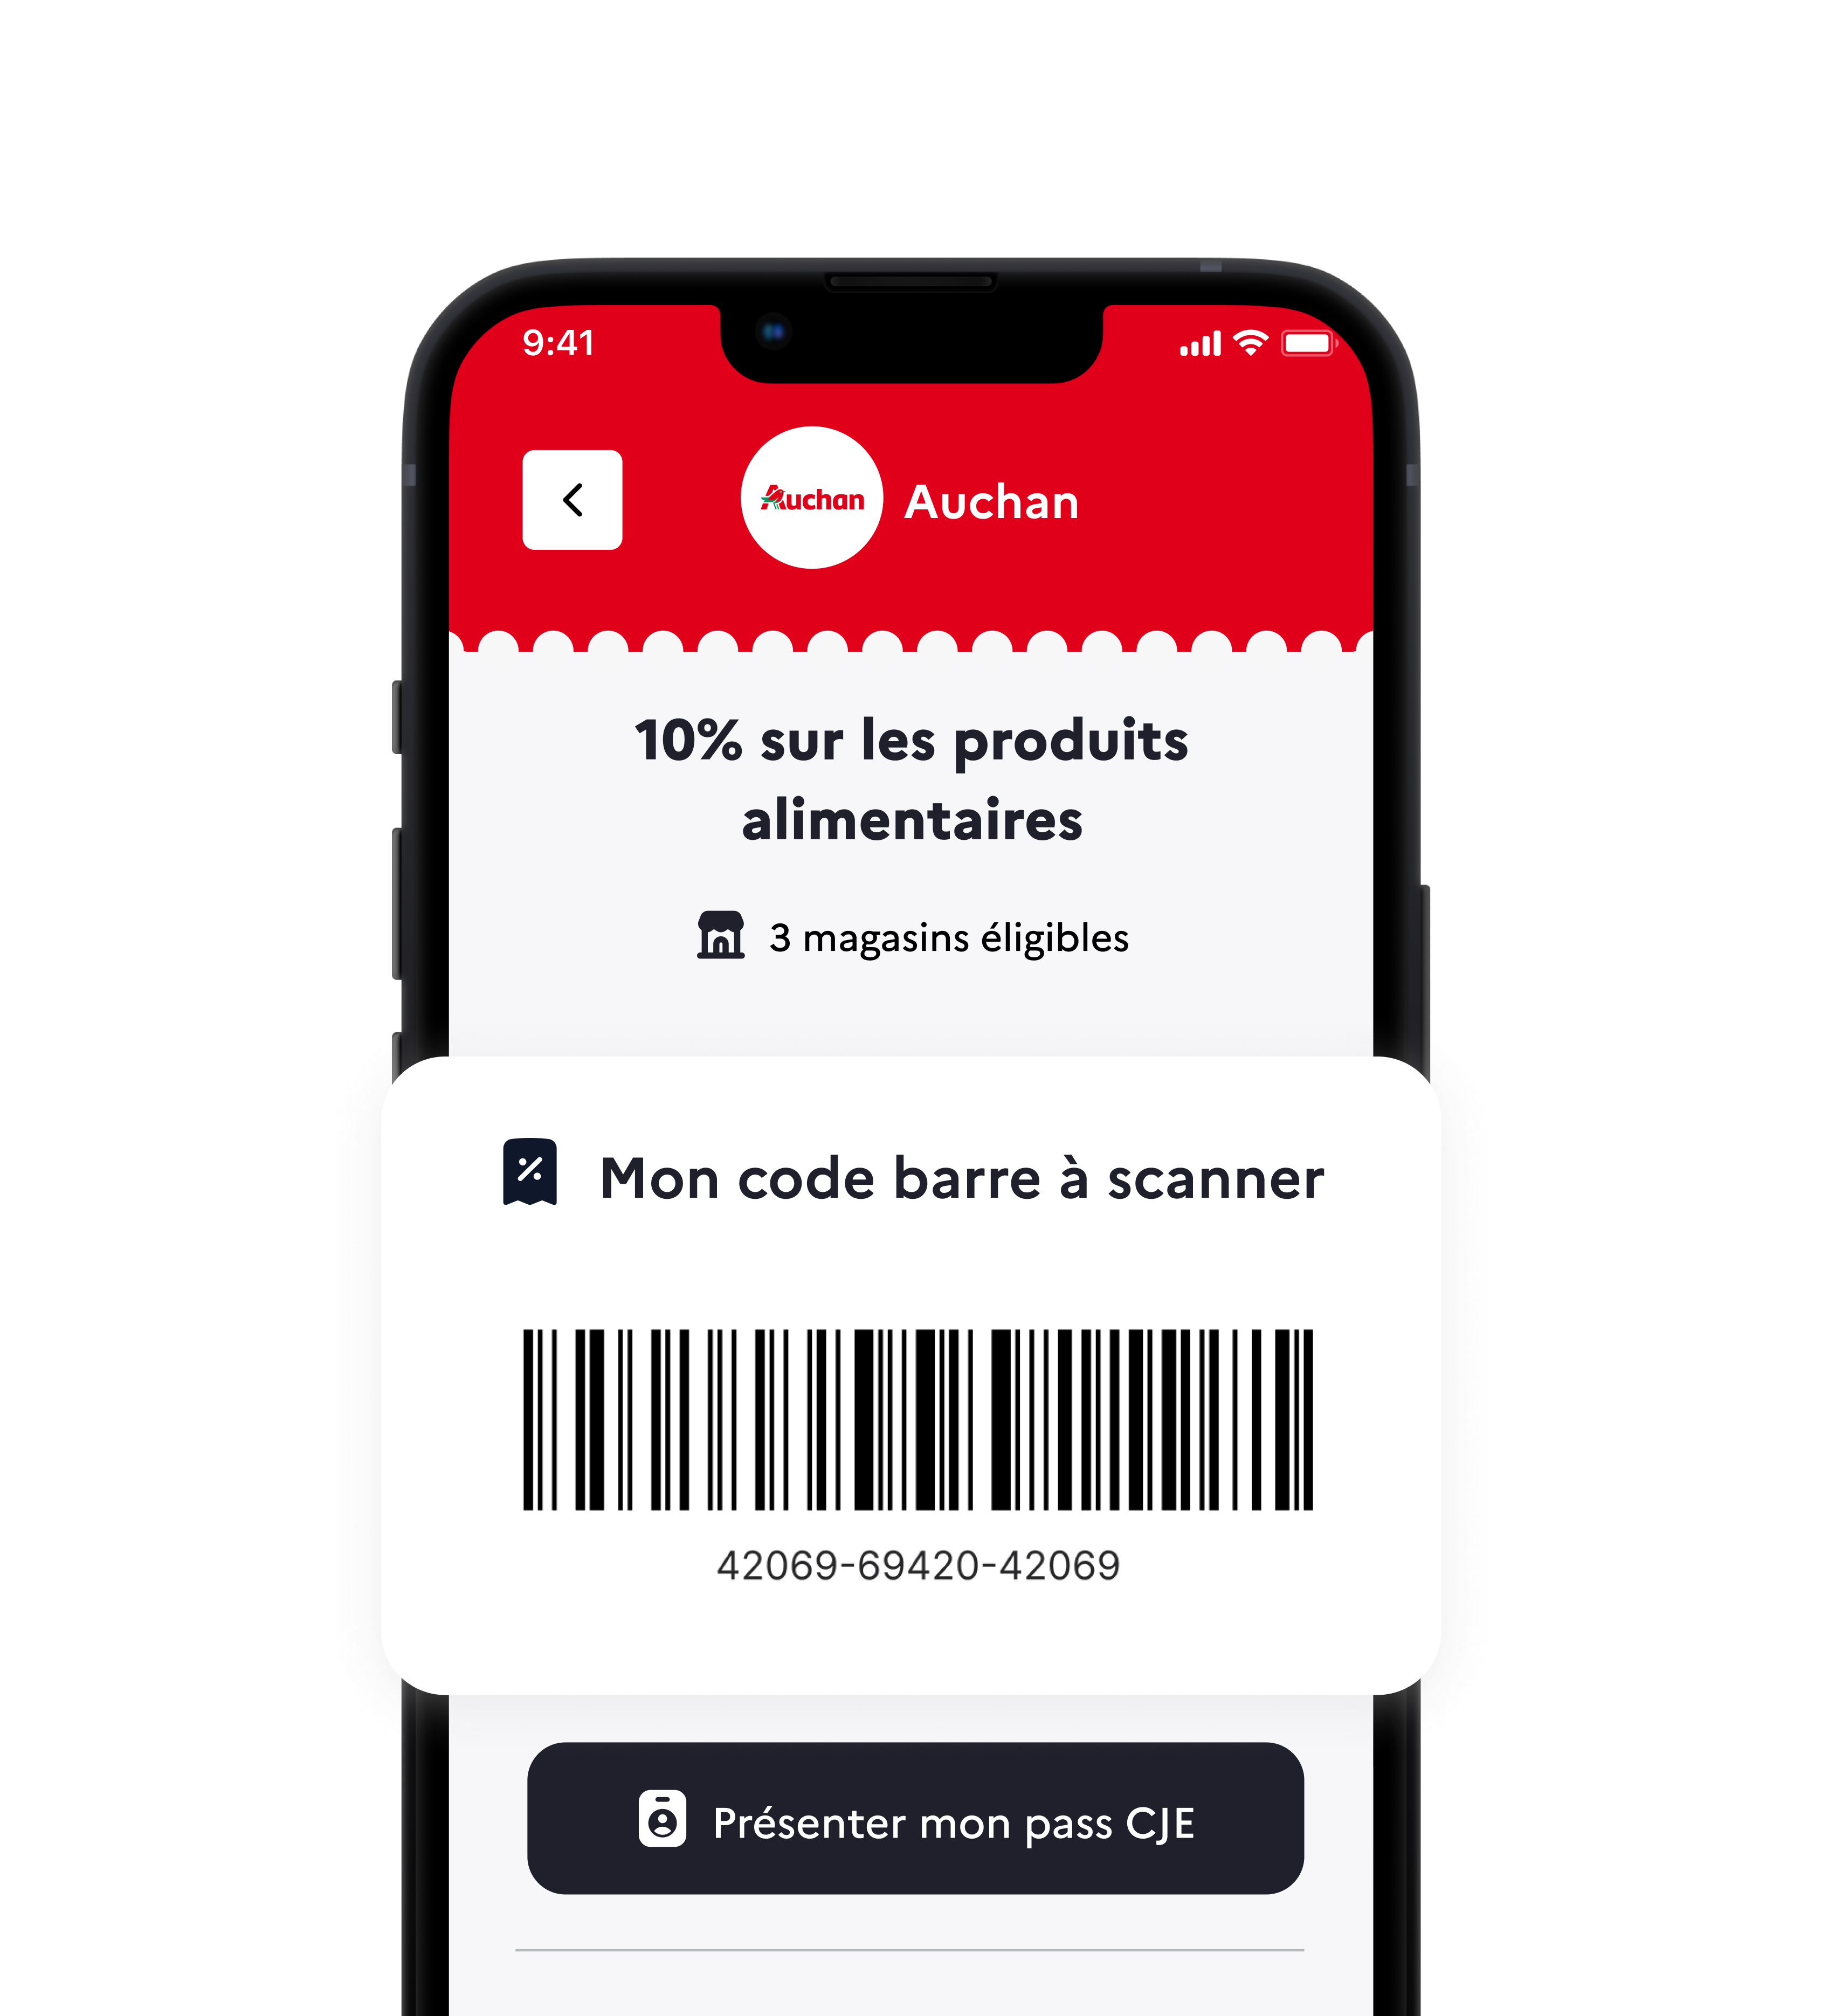 9:41
Auchan Auchan
10% sur les produits
alimentaires
3 magasins éligibles
Mon code barre à scanner
42069-69420-42069
Présenter mon pass CJE